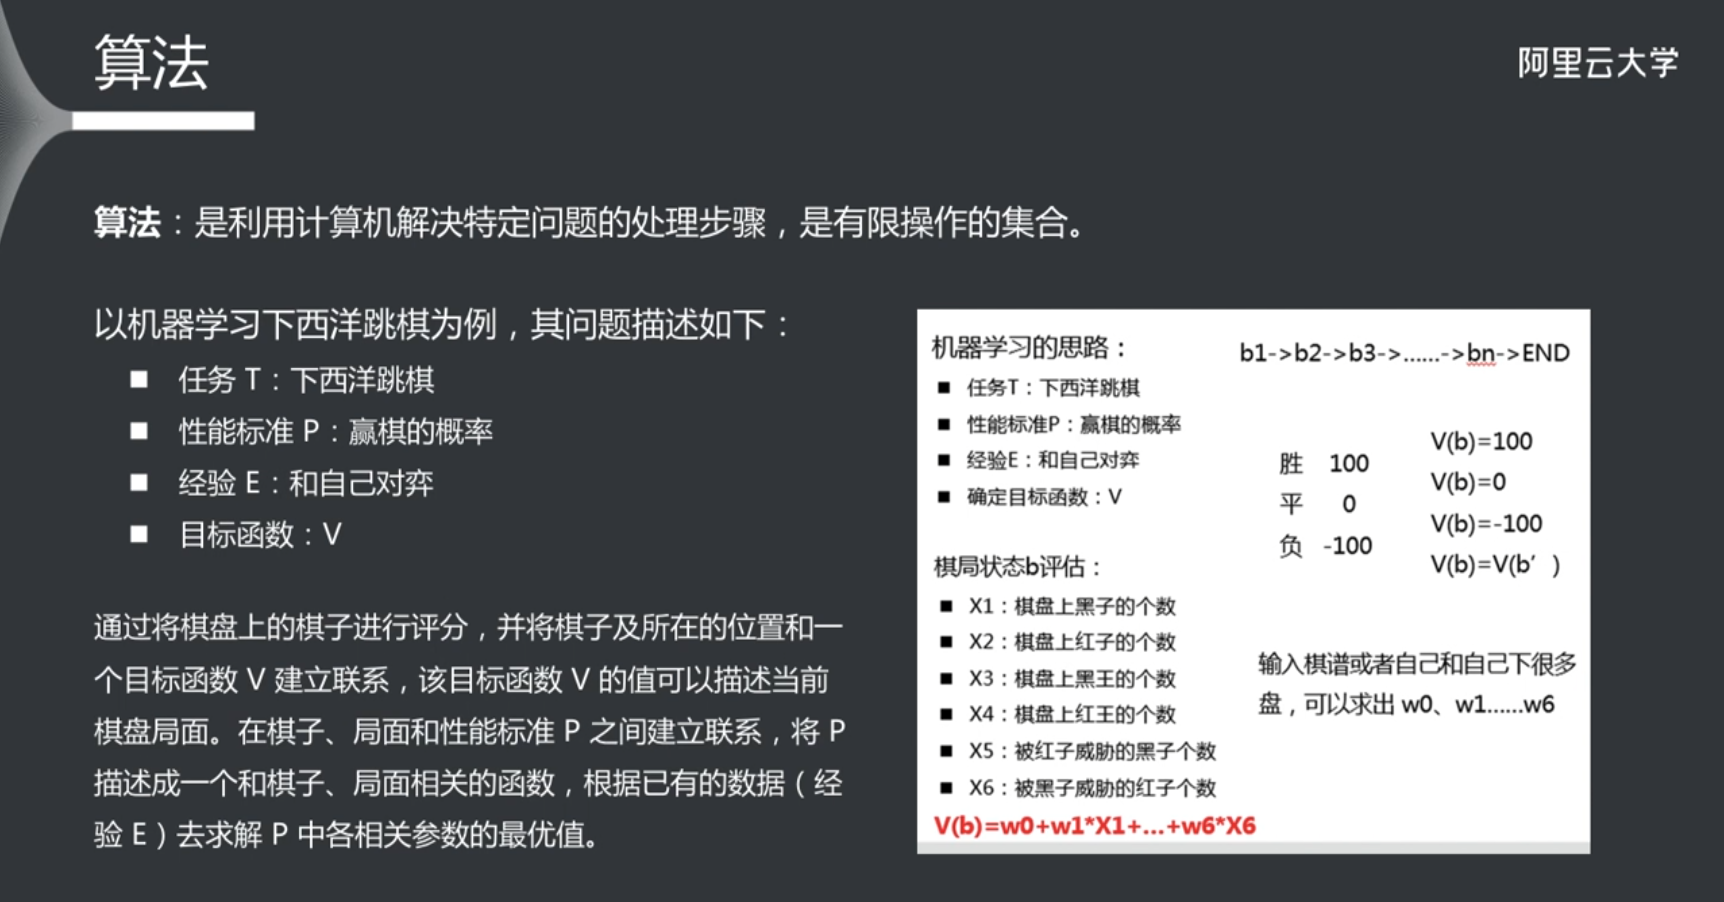 算法
阿里云大学
算法：是利用计算机解决特定问题的处理步骤，是有限操作的集合。
以机器学习下西洋跳棋为例，其问题描述如下：
■ 任务 T：下西洋跳棋
■ 性能标准 P：赢棋的概率
■ 经验 E：和自己对弈
■ 目标函数：V
通过将棋盘上的棋子进行评分，并将棋子及所在的位置和一
个目标函数 V 建立联系，该目标函数 V 的值可以描述当前
棋盘局面。在棋子、局面和性能标准 P 之间建立联系，将 P
描述成一个和棋子、局面相关的函数，根据已有的数据（经
验 E）去求解 P 中各相关参数的最优值。
机器学习的思路：
■ 任务T：下西洋跳棋
■ 性能标准P：赢棋的概率
■ 经验E：和自己对弈
■ 确定目标函数：V
棋局状态b评估：
■ X1：棋盘上黑子的个数
■ X2：棋盘上红子的个数
■ X3：棋盘上黑王的个数
■ X4：棋盘上红王的个数
■ X5：被红子威胁的黑子个数
■ X6：被黑子威胁的红子个数
V(b)=w0+w1*X1+...+w6*X6
b1->b2->b3->......->bn->END
胜 100
平 0
负 -100
V(b)=100
V(b)=0
V(b)=-100
V(b)=V(b′)
输入棋谱或者自己和自己下很多
盘，可以求出 w0、w1......w6